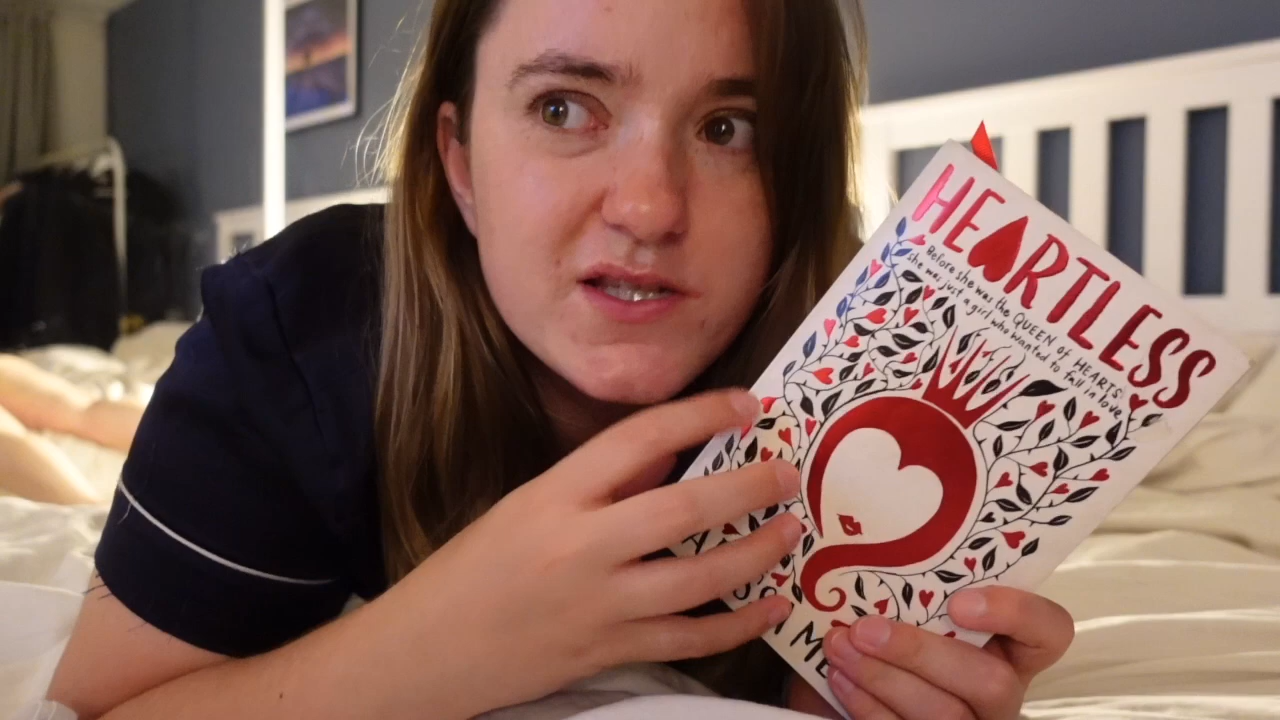 HEARTLESS
Before she was the QUEEN of HEARTS,
she was just a girl who wanted to fall in love